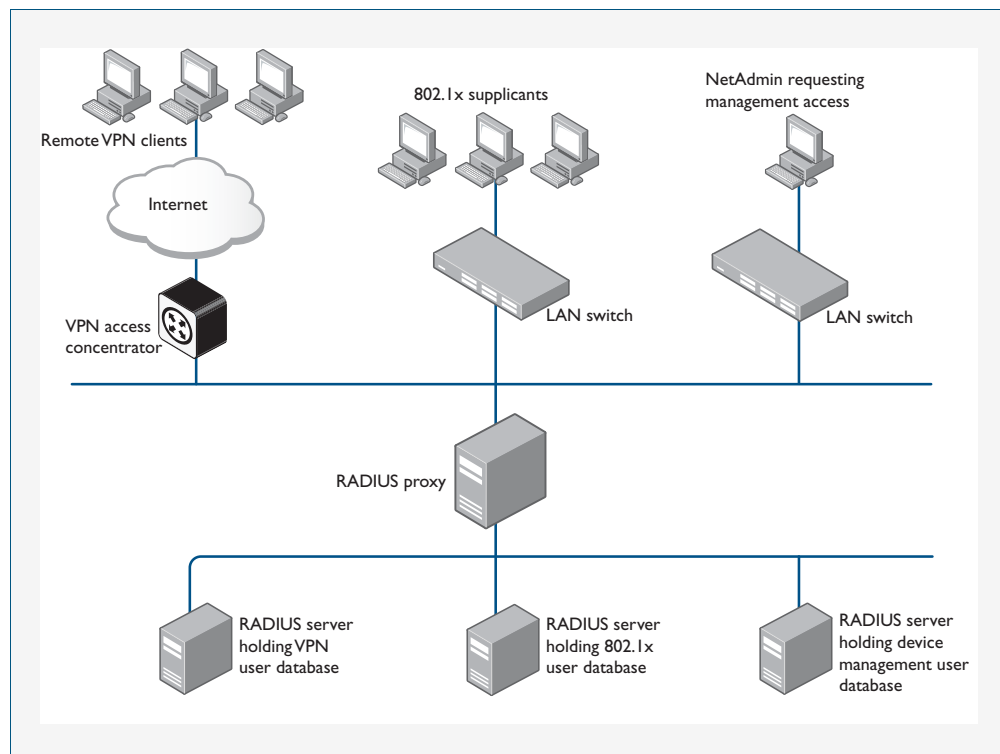 Remote VPN clients
802.1x supplicants
NetAdmin requesting
management access
Internet
VPN access
concentrator
LAN switch
LAN switch
RADIUS proxy
RADIUS server
holding VPN
user database
RADIUS server
holding 802.1x
user database
RADIUS server
holding device
management user
database